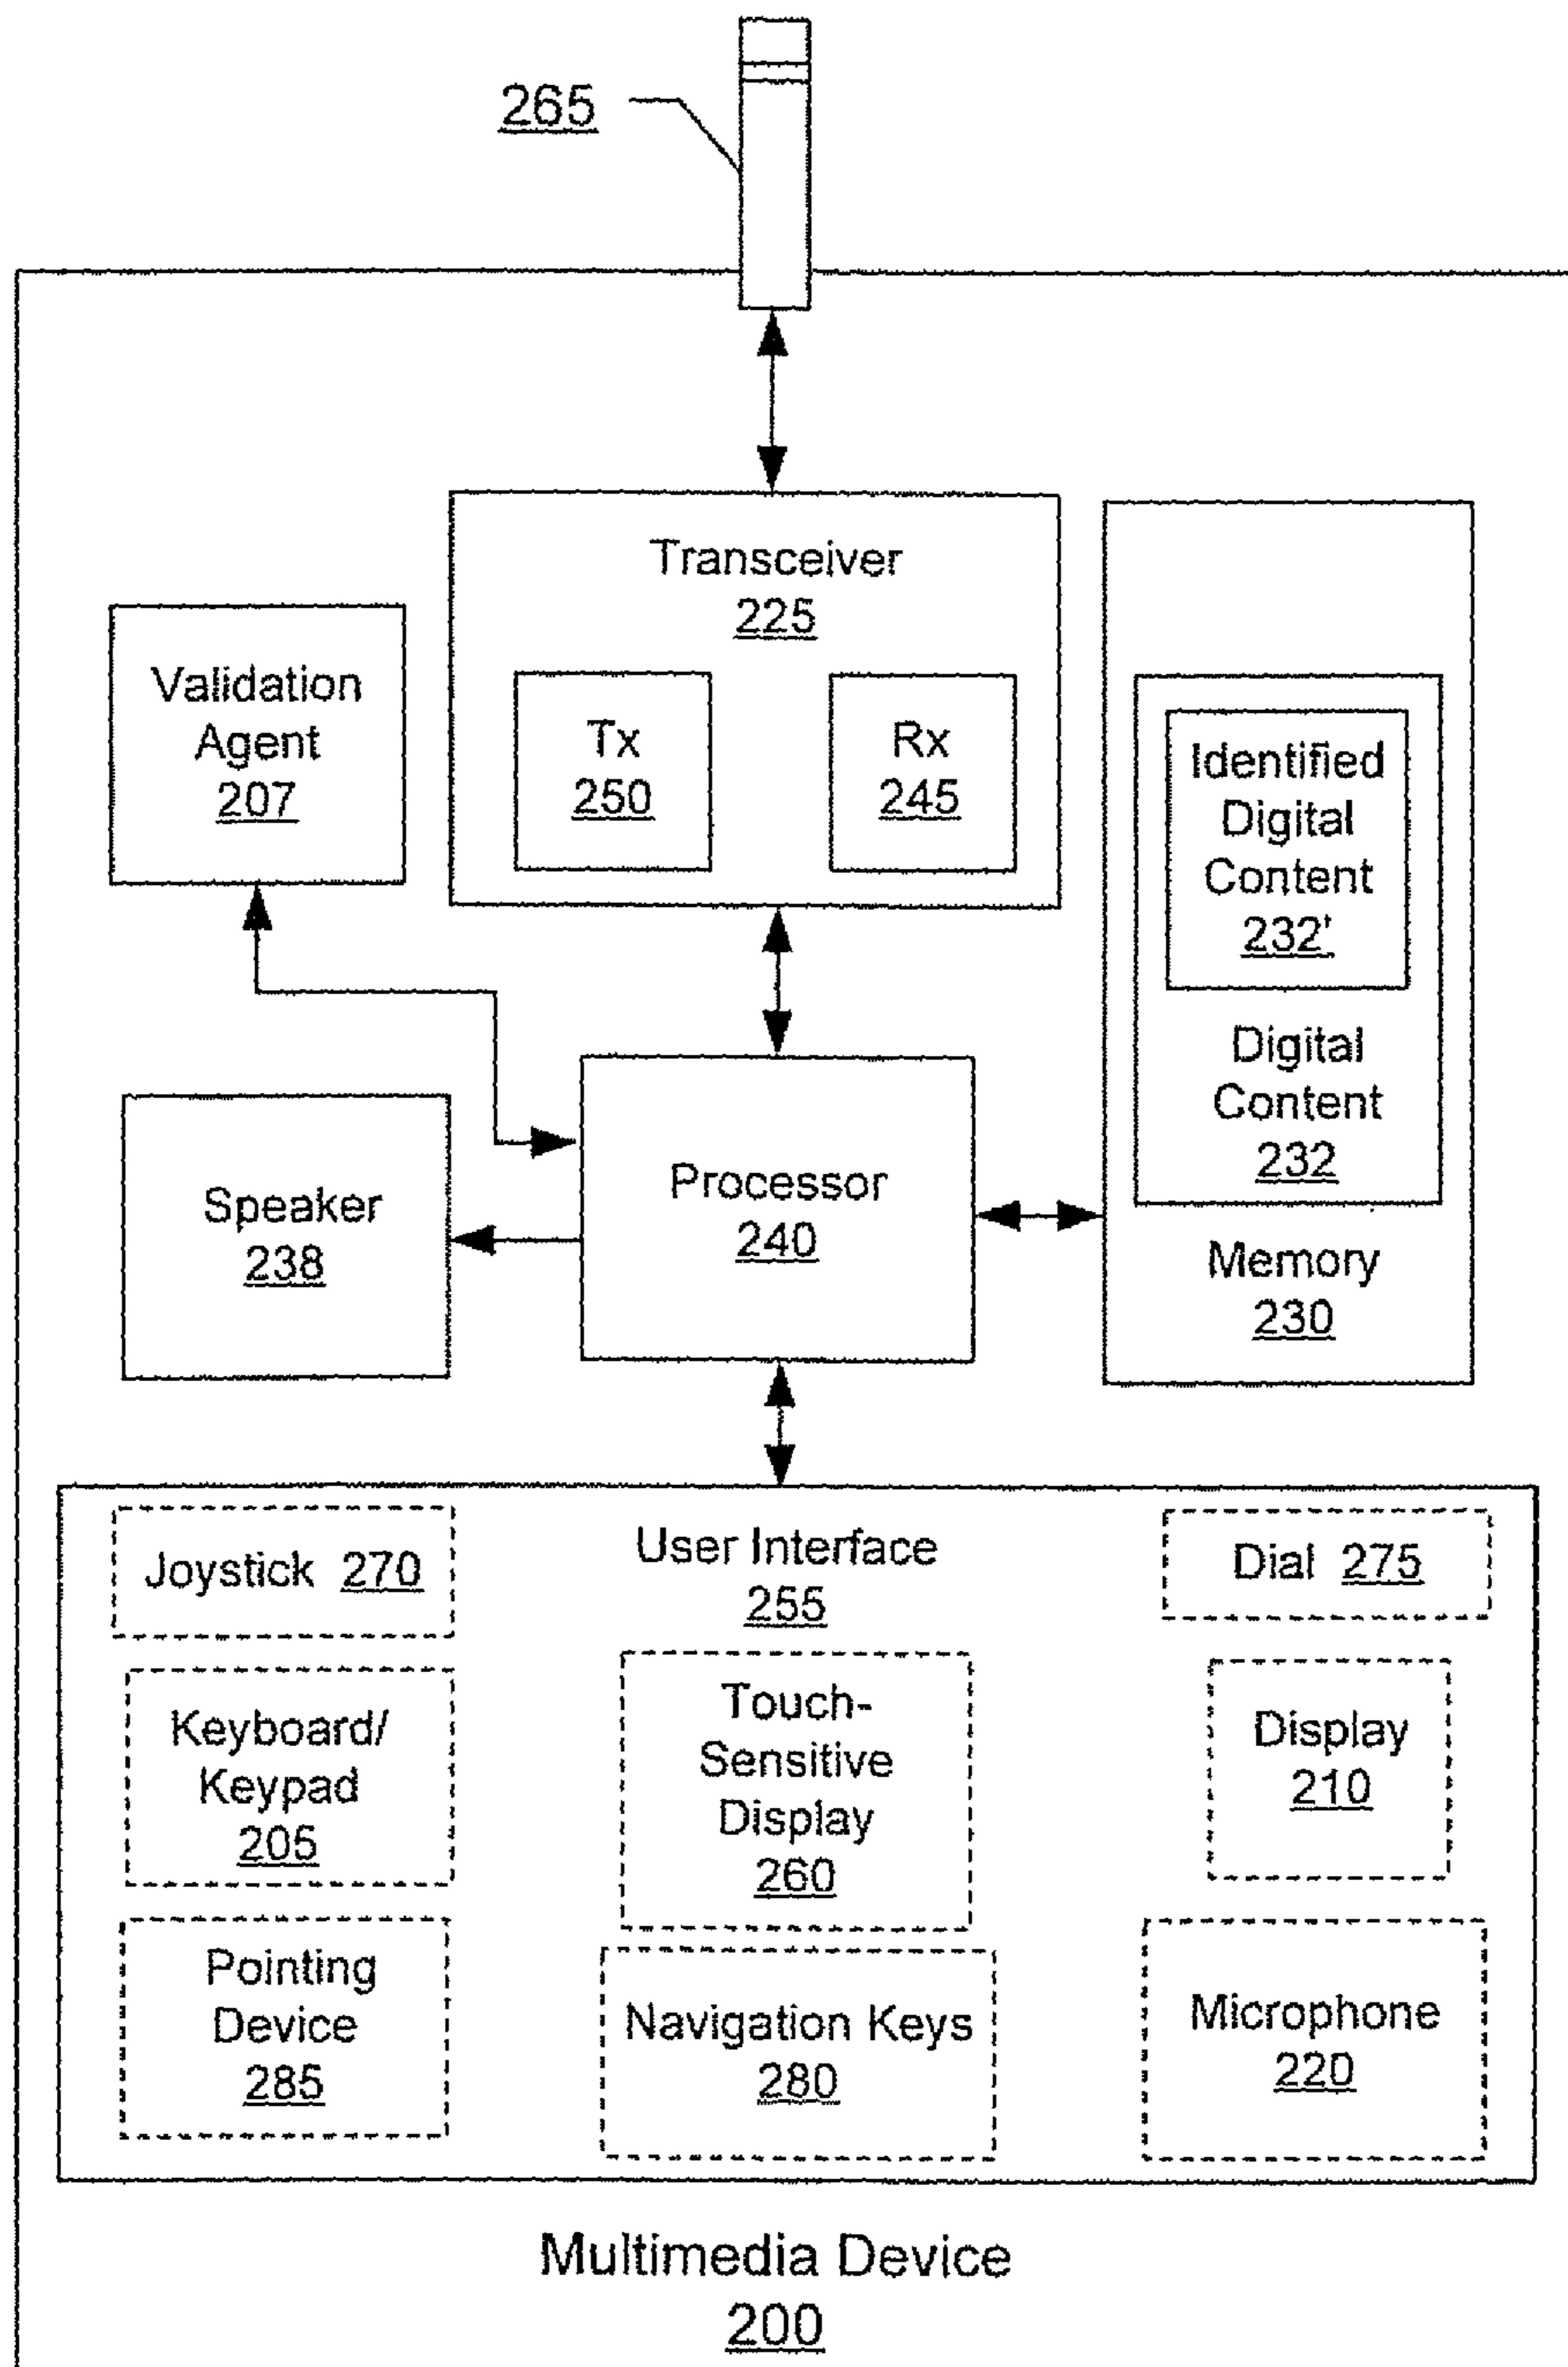 265
Transceiver
225
Tx
250
Rx
245
Validation
Agent
207
Identified
Digital
Content
232'
Digital
Content
232
Memory
230
Speaker
238
Processor
240
User Interface
255
Joystick 270
Dial 275
Keyboard/
Keypad
205
Touch-
Sensitive
Display
260
Display
210
Pointing
Device
285
Navigation Keys
280
Microphone
220
Multimedia Device
200